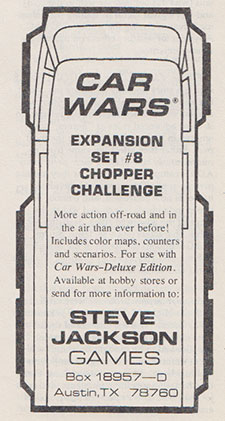 CAR
WARS®
EXPANSION
SET #8
CHOPPER
CHALLENGE
More action off-road and in
the air than ever before!
Includes color maps, counters
and scenarios. For use with
Car Wars-Deluxe Edition.
Available at hobby stores or
send for more information to:
STEVE
JACKSON
GAMES
Box 18957—D
Austin,TX 78760